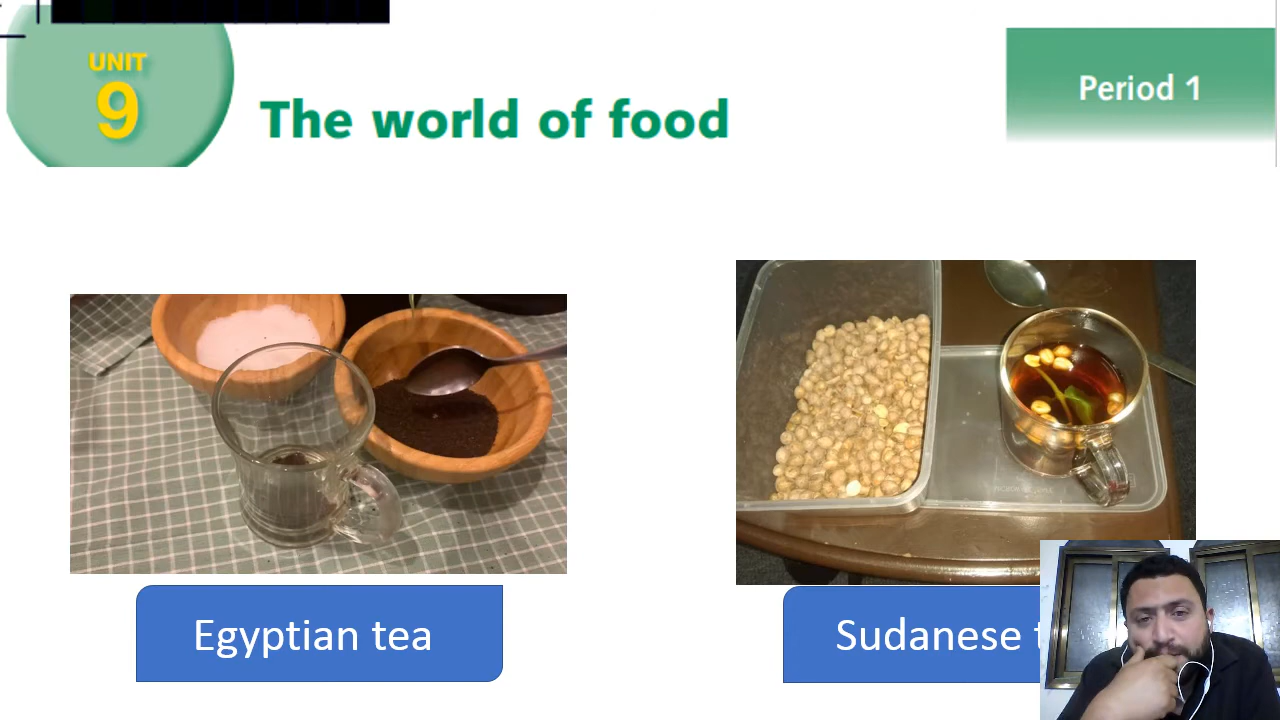 UNIT
9
The world of food
Period 1
Egyptian tea
Sudanese